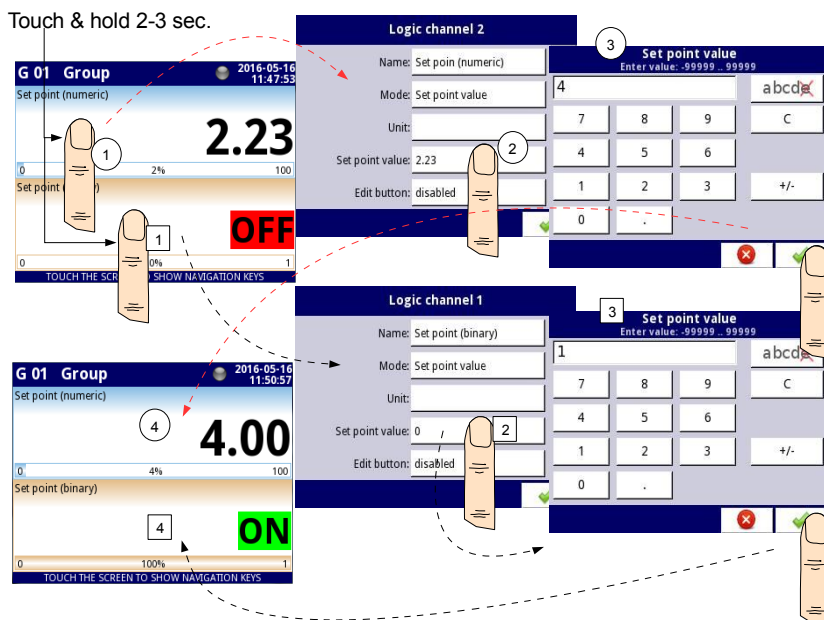 Touch & hold 2-3 sec.
G 01 Group
2016-05-16
11:47:53
Set point (numeric)
2.23
1
0 2% 100
Set point
1
OFF
0 0% 1
TOUCH THE SCR TO SHOW NAVIGATION KEYS
Logic channel 2
Name: Set poin (numeric)
Mode: Set point value
Unit:
Set point value: 2.23
2
Edit button: disabled
3
Set point value
Enter value: -99999 .. 99999
4
abcde
7 8 9 C
4 5 6
1 2 3 +/-
0 .
Logic channel 1
Name: Set point (binary)
Mode: Set point value
Unit:
Set point value: 0
2
Edit button: disabled
3
Set point value
Enter value: -99999 .. 99999
1
abcde
7 8 9 C
4 5 6
1 2 3 +/-
0 .
G 01 Group
2016-05-16
11:50:57
Set point (numeric)
4
4.00
0 4% 100
Set point (binary)
4
ON
0 100% 1
TOUCH THE SCREEN TO SHOW NAVIGATION KEYS